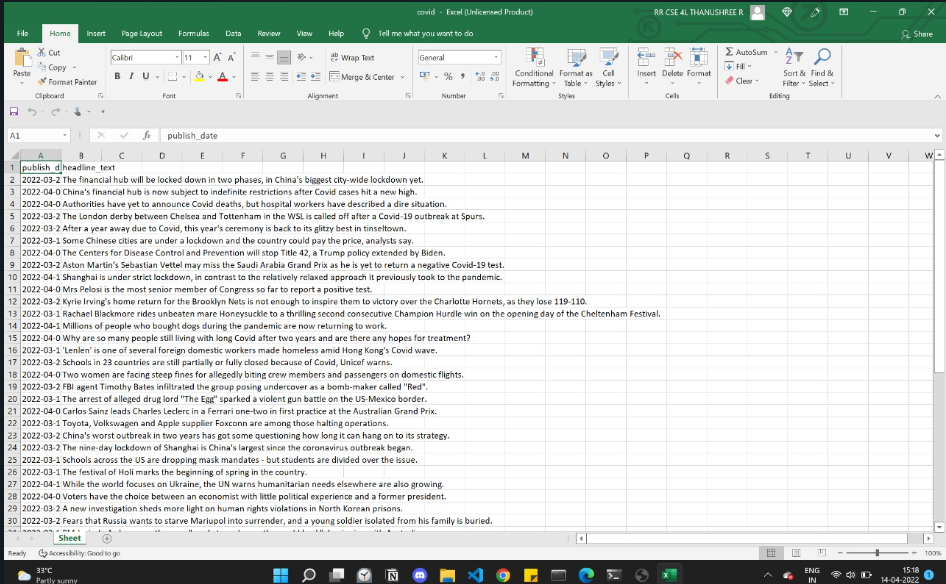 covid - Excel (Unlicensed Product)
RR CSE 4L THANUSHREE R
File Home Insert Page Layout Formulas Data Review View Help Tell me what you want to do
Share
Paste
Cut
Copy
Format Painter
Clipboard
Calibri 11
B I U
Font
Wrap Text
Merge & Center
Alignment
General
Number
Conditional Formatting
Format as Table
Cell Styles
Styles
Insert Delete Format
Cells
AutoSum
Fill
Clear
Sort & Filter
Find & Select
Editing
A1 fx publish_date
A B C D E F G H I J K L M N O P Q R S T U V W
1 publish_d headline_text
2 2022-03-2 The financial hub will be locked down in two phases, in China's biggest city-wide lockdown yet.
3 2022-04-0 China's financial hub is now subject to indefinite restrictions after Covid cases hit a new high.
4 2022-04-0 Authorities have yet to announce Covid deaths, but hospital workers have described a dire situation.
5 2022-03-2 The London derby between Chelsea and Tottenham in the WSL is called off after a Covid-19 outbreak at Spurs.
6 2022-03-2 After a year away due to Covid, this year's ceremony is back to its glitzy best in tinseltown.
7 2022-03-1 Some Chinese cities are under a lockdown and the country could pay the price, analysts say.
8 2022-04-0 The Centers for Disease Control and Prevention will stop Title 42, a Trump policy extended by Biden.
9 2022-03-2 Aston Martin's Sebastian Vettel may miss the Saudi Arabia Grand Prix as he is yet to return a negative Covid-19 test.
10 2022-04-1 Shanghai is under strict lockdown, in contrast to the relatively relaxed approach it previously took to the pandemic.
11 2022-04-0 Mrs Pelosi is the most senior member of Congress so far to report a positive test.
12 2022-03-2 Kyrie Irving's home return for the Brooklyn Nets is not enough to inspire them to victory over the Charlotte Hornets, as they lose 119-110.
13 2022-03-1 Rachael Blackmore rides unbeaten mare Honeysuckle to a thrilling second consecutive Champion Hurdle win on the opening day of the Cheltenham Festival.
14 2022-04-1 Millions of people who bought dogs during the pandemic are now returning to work.
15 2022-04-0 Why are so many people still living with long Covid after two years and are there any hopes for treatment?
16 2022-03-1 'Lenlen' is one of several foreign domestic workers made homeless amid Hong Kong's Covid wave.
17 2022-03-2 Schools in 23 countries are still partially or fully closed because of Covid, Unicef warns.
18 2022-04-0 Two women are facing steep fines for allegedly biting crew members and passengers on domestic flights.
19 2022-03-2 FBI agent Timothy Bates infiltrated the group posing undercover as a bomb-maker called "Red".
20 2022-03-1 The arrest of alleged drug lord "The Egg" sparked a violent gun battle on the US-Mexico border.
21 2022-04-0 Carlos Sainz leads Charles Leclerc in a Ferrari one-two in first practice at the Australian Grand Prix.
22 2022-03-1 Toyota, Volkswagen and Apple supplier Foxconn are among those halting operations.
23 2022-03-2 China's worst outbreak in two years has got some questioning how long it can hang on to its strategy.
24 2022-03-2 The nine-day lockdown of Shanghai is China's largest since the coronavirus outbreak began.
25 2022-03-1 Schools across the US are dropping mask mandates - but students are divided over the issue.
26 2022-03-1 The festival of Holi marks the beginning of spring in the country.
27 2022-04-1 While the world focuses on Ukraine, the UN warns humanitarian needs elsewhere are also growing.
28 2022-04-0 Voters have the choice between an economist with little political experience and a former president.
29 2022-03-2 A new investigation sheds more light on human rights violations in North Korean prisons.
30 2022-03-2 Fears that Russia wants to starve Mariupol into surrender, and a young soldier isolated from his family is buried.
Sheet
Ready Accessibility: Good to go 100%
33°C
Partly sunny
ENG
IN
15:18
14-04-2022
1